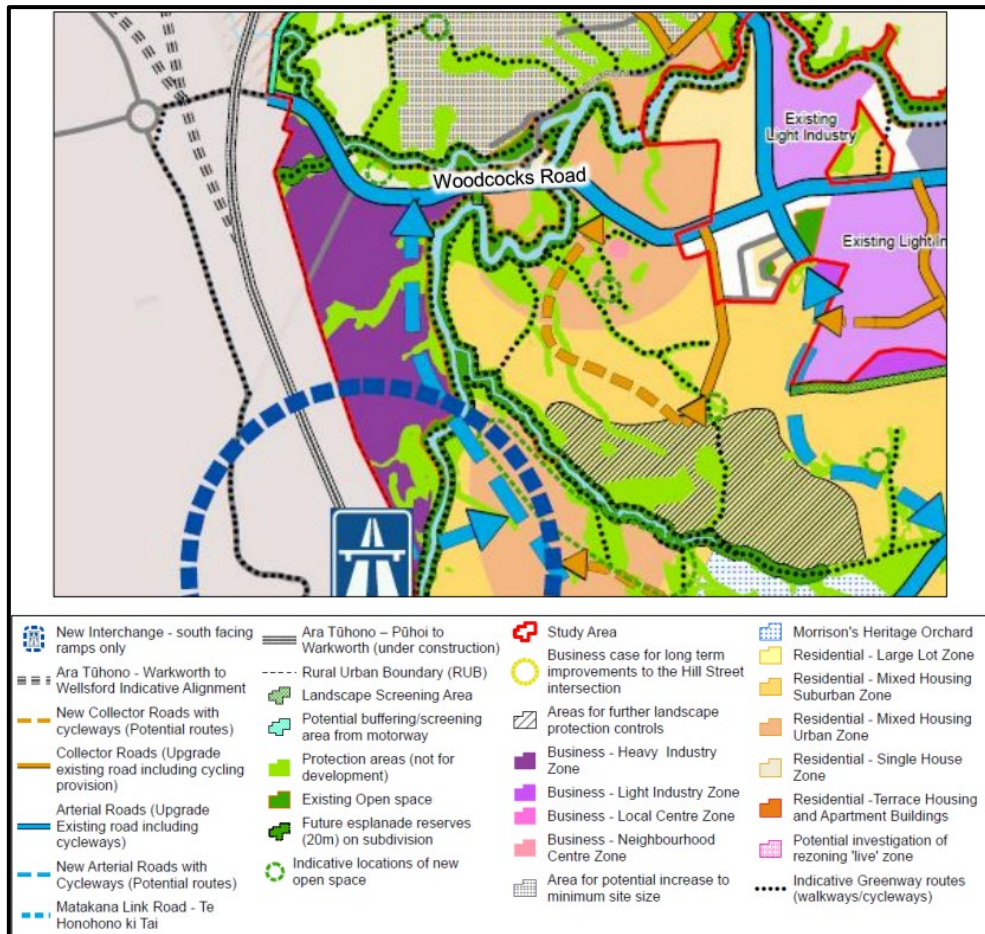 Existing
Light Industry
Woodcocks Road
Existing Light In
New Interchange - south facing
ramps only
Ara Tūhono - Warkworth to
Wellsford Indicative Alignment
New Collector Roads with
cycleways (Potential routes)
Collector Roads (Upgrade
existing road including cycling
provision)
Arterial Roads (Upgrade
Existing road including
cycleways)
New Arterial Roads with
Cycleways (Potential routes)
Matakana Link Road - Te
Honohono ki Tai
Ara Tūhono – Pūhoi to
Warkworth (under construction)
Rural Urban Boundary (RUB)
Landscape Screening Area
Potential buffering/screening
area from motorway
Protection areas (not for
development)
Existing Open space
Future esplanade reserves
(20m) on subdivision
Indicative locations of new
open space
Study Area
Business case for long term
improvements to the Hill Street
intersection
Areas for further landscape
protection controls
Business - Heavy Industry
Zone
Business - Light Industry Zone
Business - Local Centre Zone
Business - Neighbourhood
Centre Zone
Area for potential increase to
minimum site size
Morrison's Heritage Orchard
Residential - Large Lot Zone
Residential - Mixed Housing
Suburban Zone
Residential - Mixed Housing
Urban Zone
Residential - Single House
Zone
Residential -Terrace Housing
and Apartment Buildings
Potential investigation of
rezoning 'live' zone
Indicative Greenway routes
(walkways/cycleways)